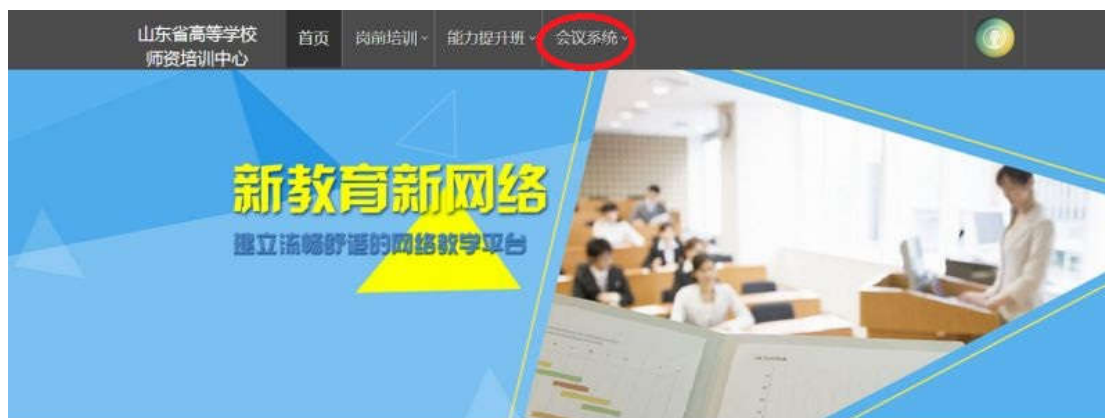 山东省高等学校
师资培训中心
首页
岗前培训
能力提升班
会议系统
新教育新网络
建立流畅舒适的网络教学平台